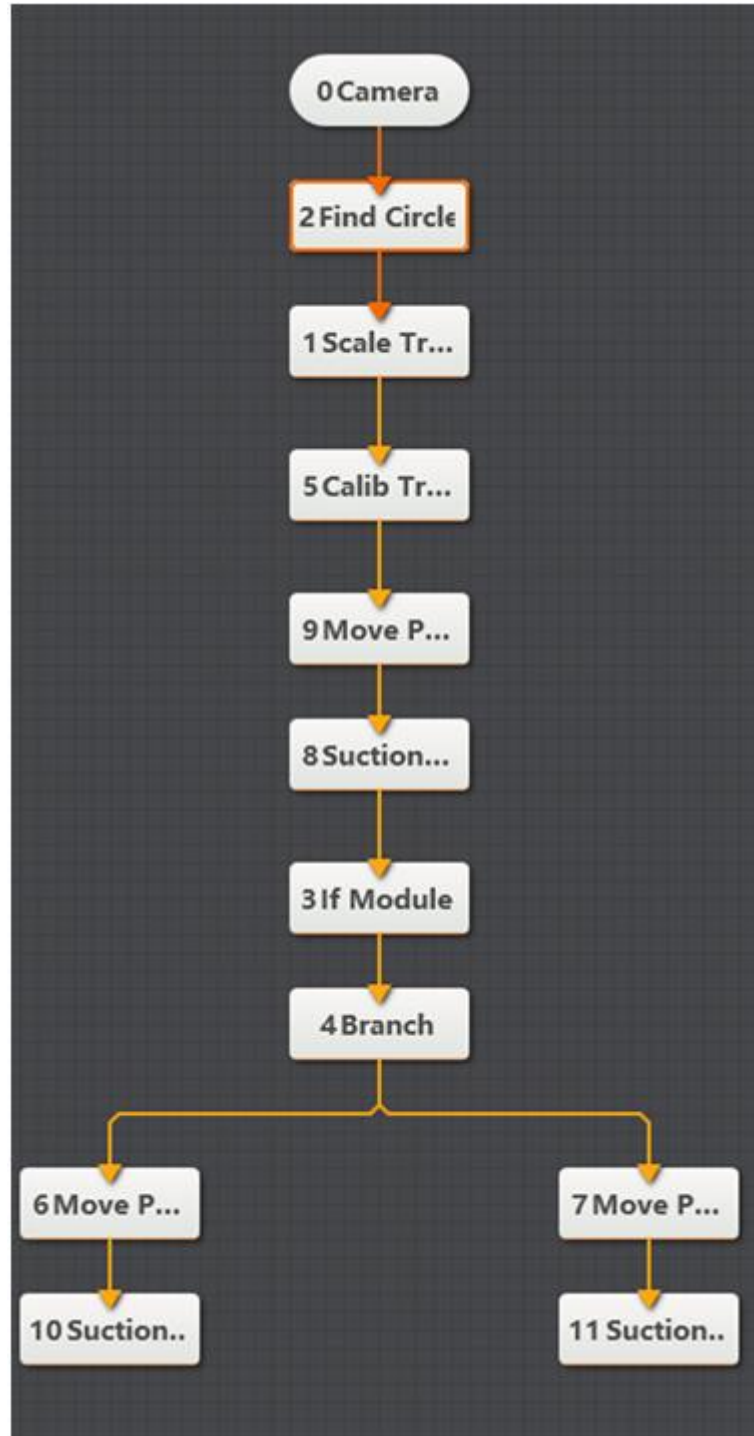 0 Camera
2 Find Circle
1 Scale Tr...
5 Calib Tr...
9 Move P...
8 Suction...
3 If Module
4 Branch
6 Move P...
7 Move P...
10 Suction..
11 Suction..